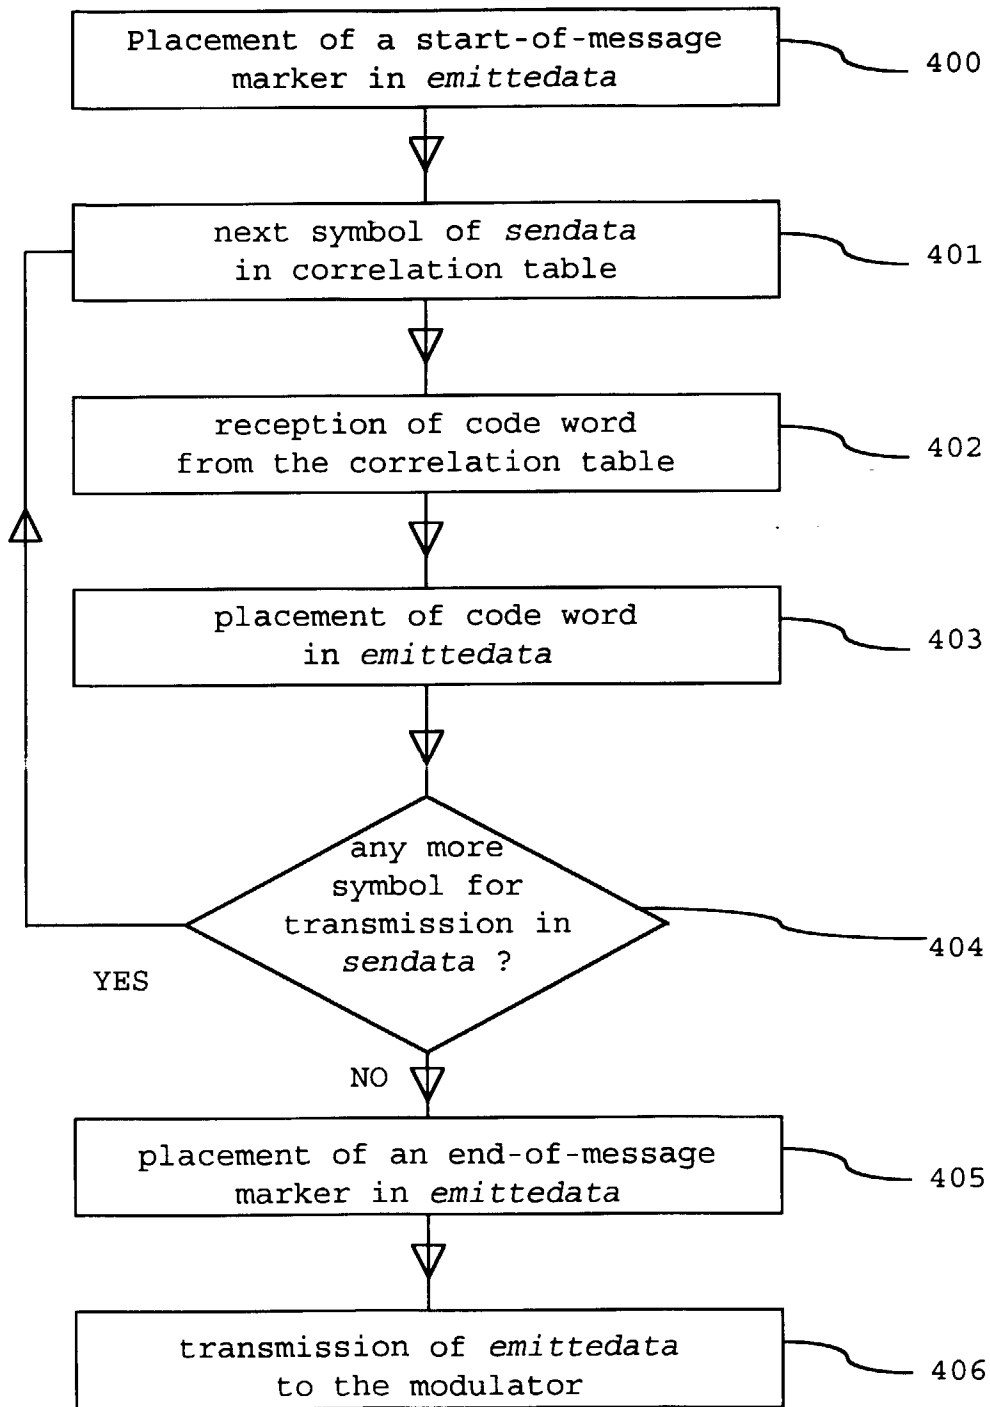 Placement of a start-of-message
marker in emittedata
400
next symbol of sendata
in correlation table
401
reception of code word
from the correlation table
402
placement of code word
in emittedata
403
any more
symbol for
transmission in
sendata ?
404
YES
NO
placement of an end-of-message
marker in emittedata
405
transmission of emittedata
to the modulator
406